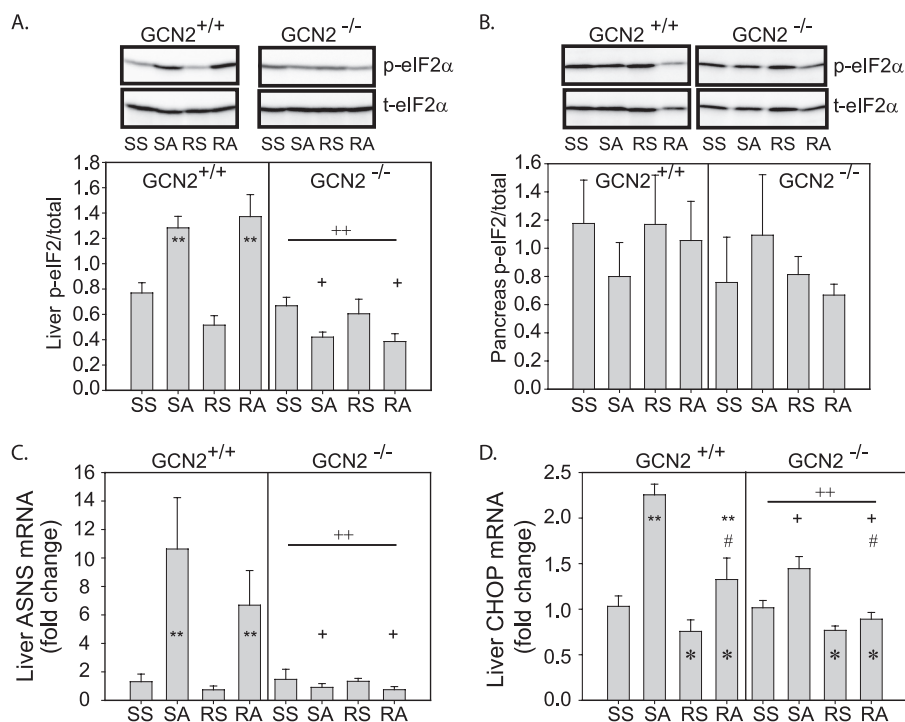 A.
GCN2+/+ GCN2 -/-
p-eIF2α
t-eIF2α
SS SA RS RA SS SA RS RA
Liver p-eIF2/total
1.8
1.6
1.4
1.2
1.0
0.8
0.6
0.4
0.2
0.0
GCN2+/+ GCN2 -/-
** ** ++ + +
SS SA RS RA SS SA RS RA
B.
GCN2 +/+ GCN2 -/-
p-eIF2α
t-eIF2α
SS SA RS RA SS SA RS RA
Pancreas p-eIF2/total
1.8
1.6
1.4
1.2
1.0
0.8
0.6
0.4
0.2
0.0
GCN2 +/+ GCN2 -/-
SS SA RS RA SS SA RS RA
C.
GCN2+/+ GCN2 -/-
Liver ASNS mRNA
(fold change)
16
14
12
10
8
6
4
2
0
** ** ++ + +
SS SA RS RA SS SA RS RA
D.
GCN2 +/+ GCN2 -/-
Liver CHOP mRNA
(fold change)
2.5
2.0
1.5
1.0
0.5
0.0
++
** ** + +
# #
* * * *
SS SA RS RA SS SA RS RA